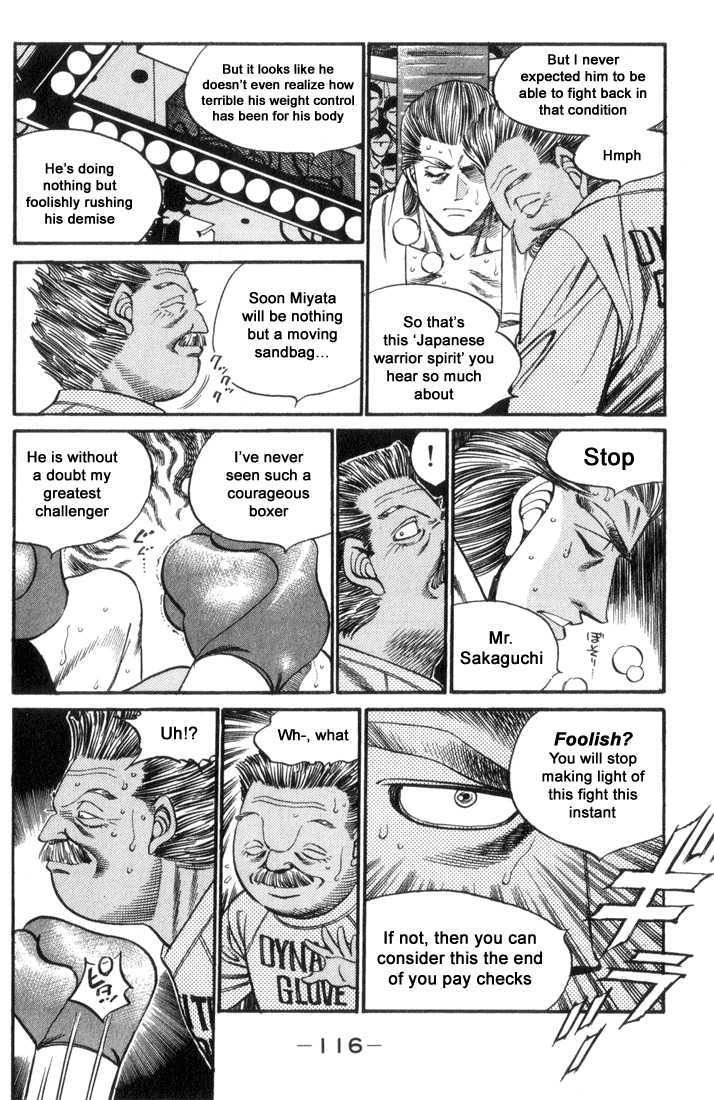 But I never
expected him to be
able to fight back in
that condition
Hmph
So that's
this 'Japanese
warrior spirit' you
hear so much
about
But it looks like he
doesn't even realize how
terrible his weight control
has been for his body
He's doing
nothing but
foolishly rushing
his demise
Soon Miyata
will be nothing
but a moving
sandbag...
Stop
Mr.
Sakaguchi
!
I've never
seen such a
courageous
boxer
He is without
a doubt my
greatest
challenger
Foolish?
You will stop
making light of
this fight this
instant
If not, then you can
consider this the end
of you pay checks
ギラ
Wh-, what
DYNA
GLOVE
Uh!?
ピタッ
-116-